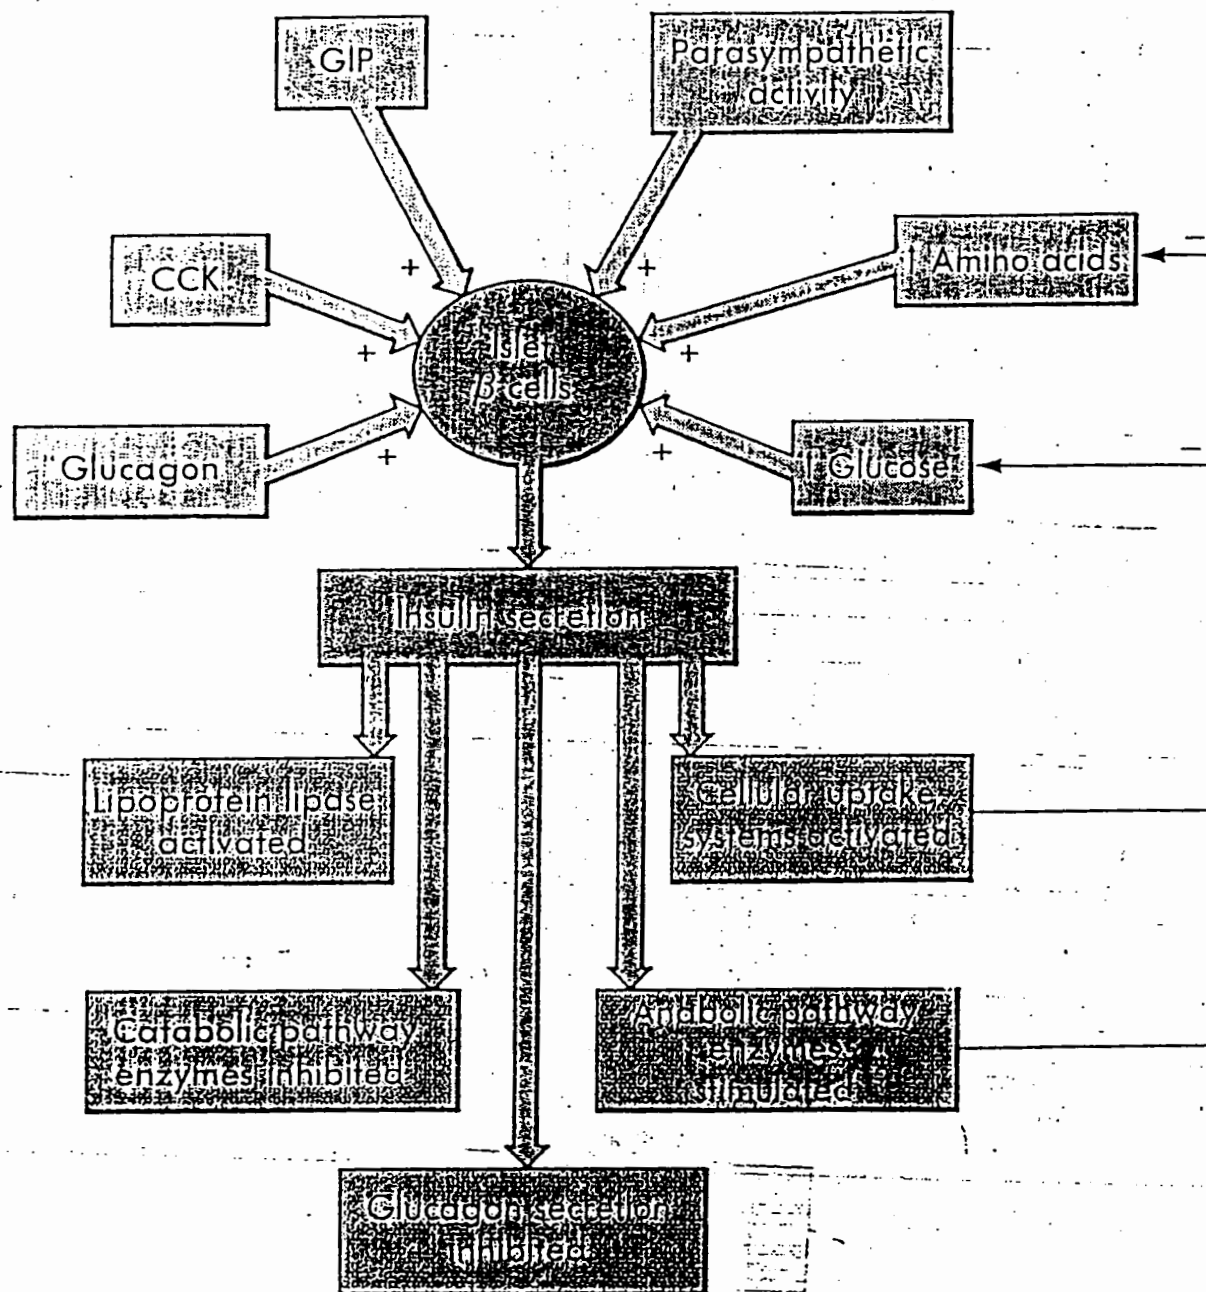 GIP
Parasympathetic
activity
CCK
↑ Amino acids
+
+
−
+
+
Islet
β cells
Glucagon
↑ Glucose
+
+
−
Insulin secretion
Lipoprotein lipase
activated
Cellular uptake
systems activated
Catabolic pathway
enzymes inhibited
Anabolic pathway
enzymes
stimulated
Glucagon secretion
inhibited